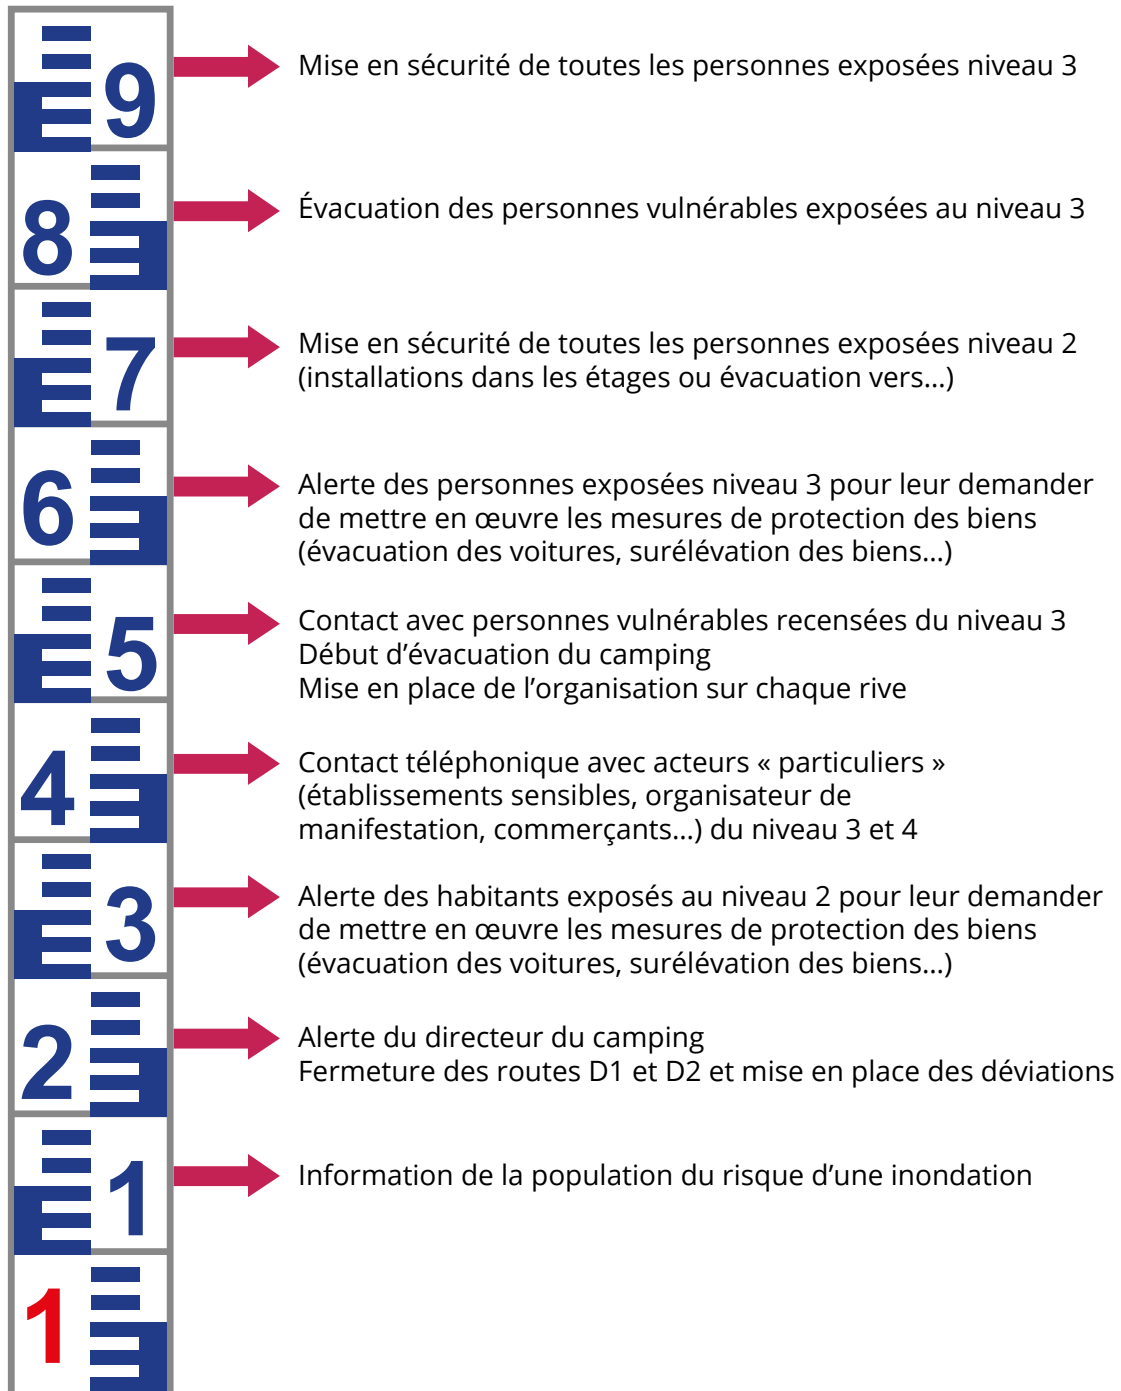 9
Mise en sécurité de toutes les personnes exposées niveau 3
8
Évacuation des personnes vulnérables exposées au niveau 3
7
Mise en sécurité de toutes les personnes exposées niveau 2
(installations dans les étages ou évacuation vers...)
6
Alerte des personnes exposées niveau 3 pour leur demander
de mettre en œuvre les mesures de protection des biens
(évacuation des voitures, surélévation des biens...)
5
Contact avec personnes vulnérables recensées du niveau 3
Début d’évacuation du camping
Mise en place de l’organisation sur chaque rive
4
Contact téléphonique avec acteurs « particuliers »
(établissements sensibles, organisateur de
manifestation, commerçants...) du niveau 3 et 4
3
Alerte des habitants exposés au niveau 2 pour leur demander
de mettre en œuvre les mesures de protection des biens
(évacuation des voitures, surélévation des biens...)
2
Alerte du directeur du camping
Fermeture des routes D1 et D2 et mise en place des déviations
1
Information de la population du risque d’une inondation
1